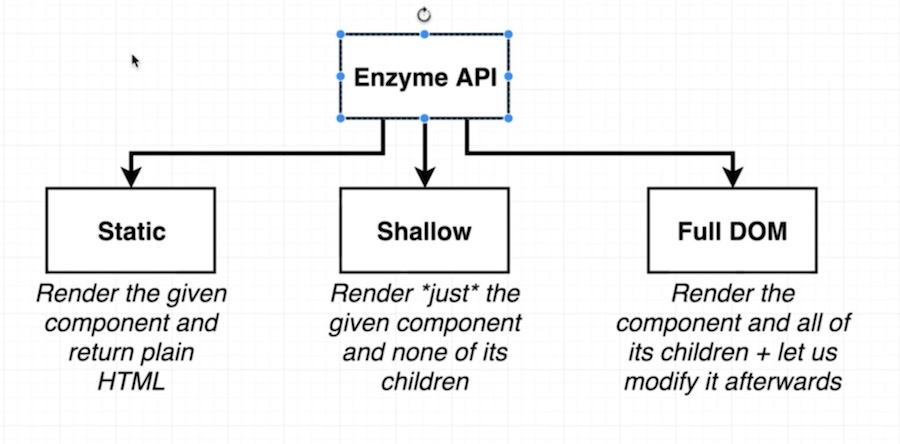 Enzyme API
Static
Render the given
component and
return plain
HTML
Shallow
Render *just* the
given component
and none of its
children
Full DOM
Render the
component and all of
its children + let us
modify it afterwards